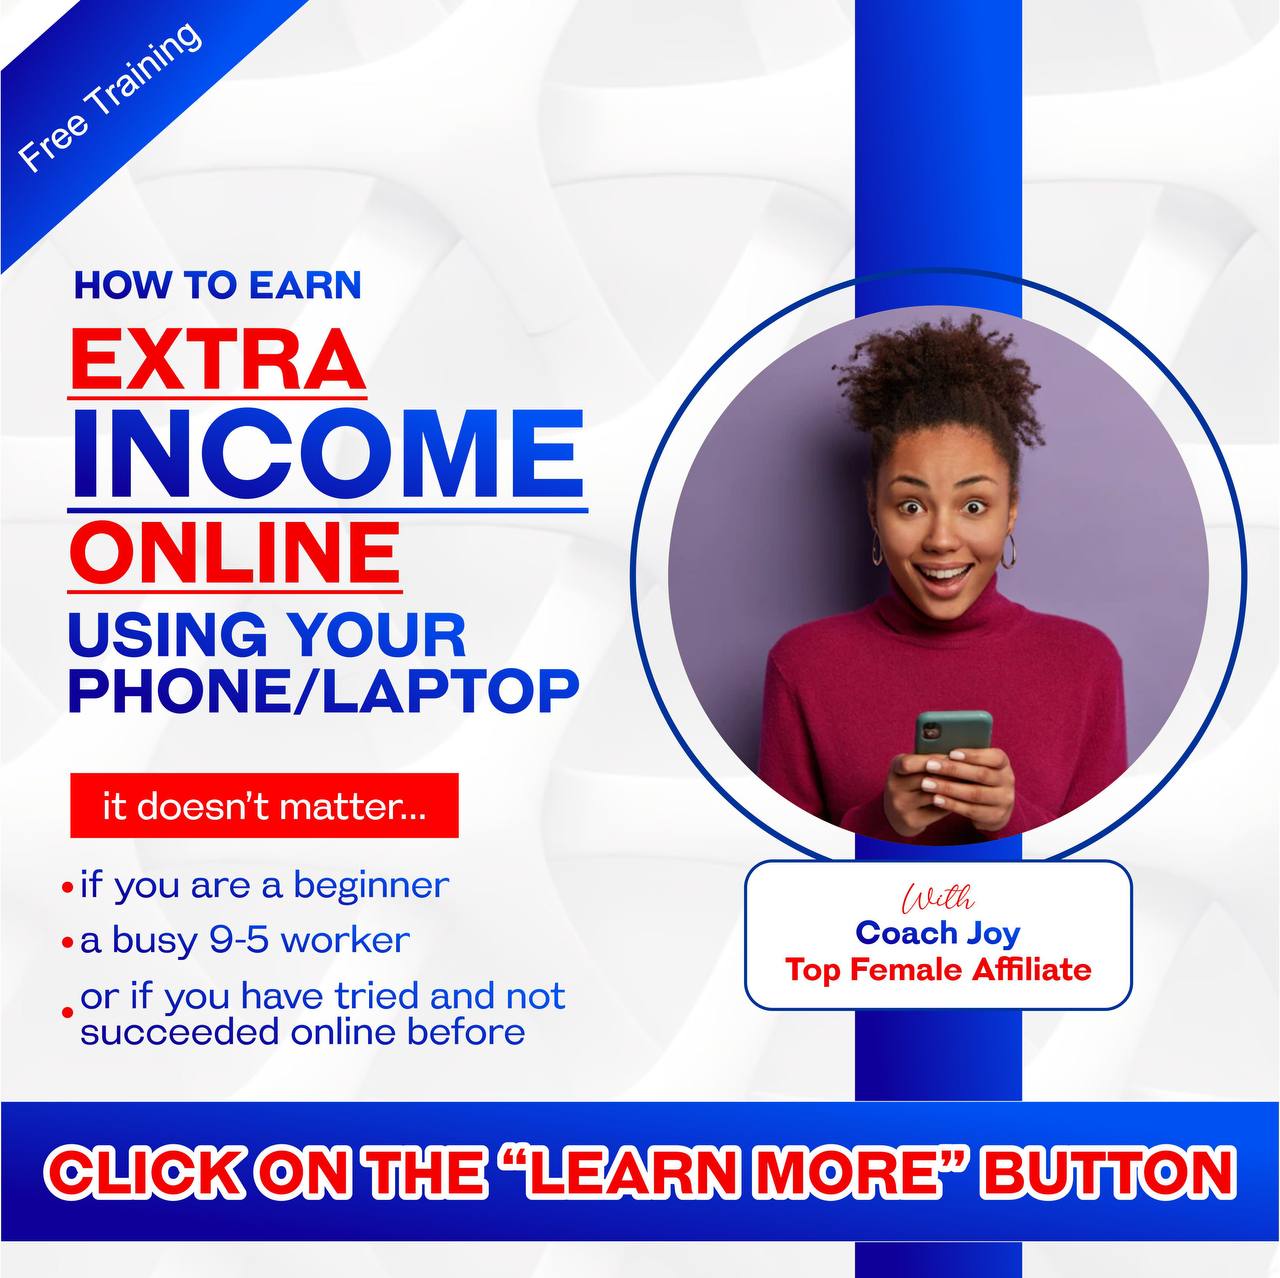 Free Training
HOW TO EARN
EXTRA
INCOME
ONLINE
USING YOUR
PHONE/LAPTOP
it doesn't matter...
• if you are a beginner
• a busy 9-5 worker
• or if you have tried and not
succeeded online before
With
Coach Joy
Top Female Affiliate
CLICK ON THE “LEARN MORE” BUTTON